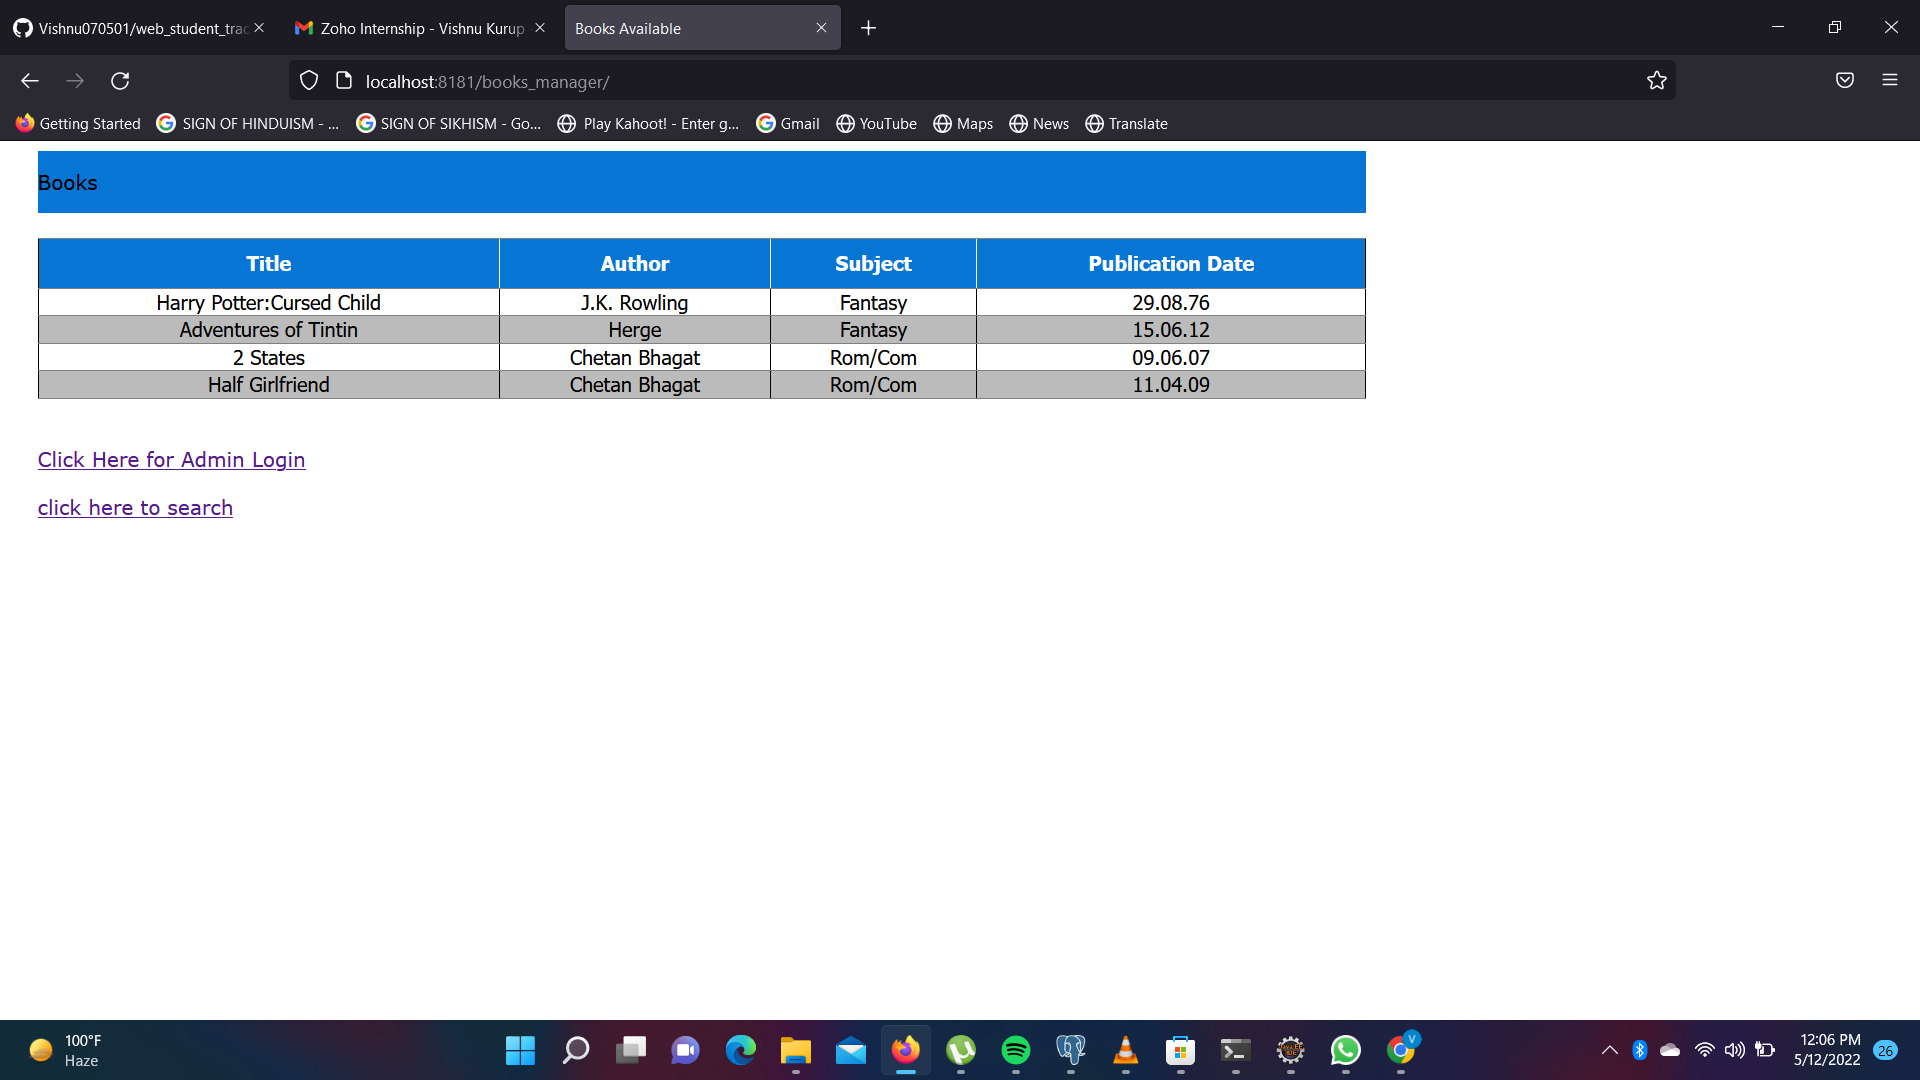 Vishnu070501/web_student_trac
Zoho Internship - Vishnu Kurup
Books Available
localhost:8181/books_manager/
Getting Started
SIGN OF HINDUISM - ...
SIGN OF SIKHISM - Go...
Play Kahoot! - Enter g...
Gmail
YouTube
Maps
News
Translate
Books
Title Author Subject Publication Date
Harry Potter:Cursed Child J.K. Rowling Fantasy 29.08.76
Adventures of Tintin Herge Fantasy 15.06.12
2 States Chetan Bhagat Rom/Com 09.06.07
Half Girlfriend Chetan Bhagat Rom/Com 11.04.09
Click Here for Admin Login
click here to search
100°F
Haze
V
12:06 PM
5/12/2022
26